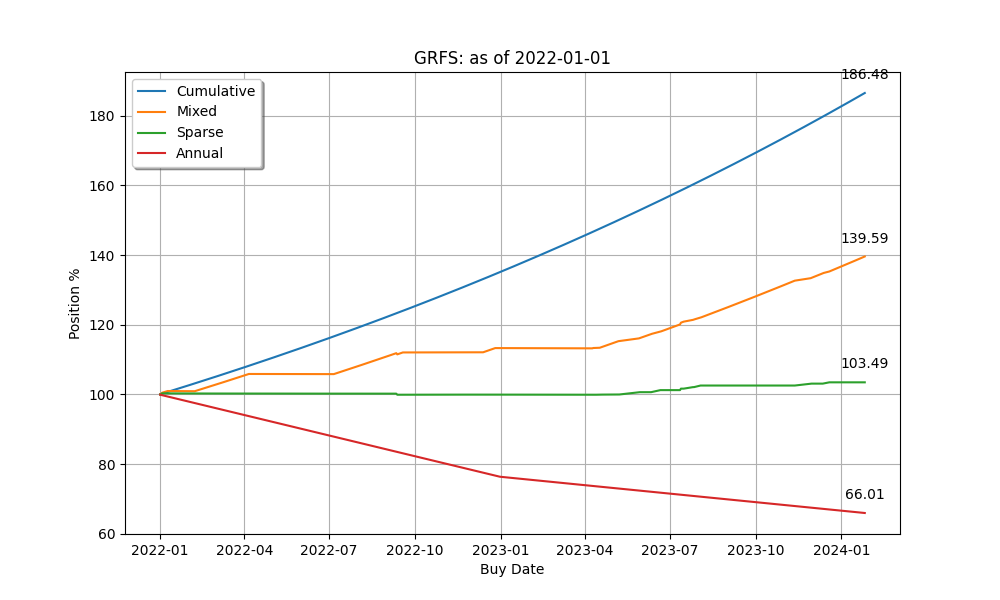 GRFS: as of 2022-01-01
186.48
Cumulative
Mixed
Sparse
Annual
180
160
139.59
140
Position %
120
103.49
100
80
66.01
60
2022-01 2022-04 2022-07 2022-10 2023-01 2023-04 2023-07 2023-10 2024-01
Buy Date